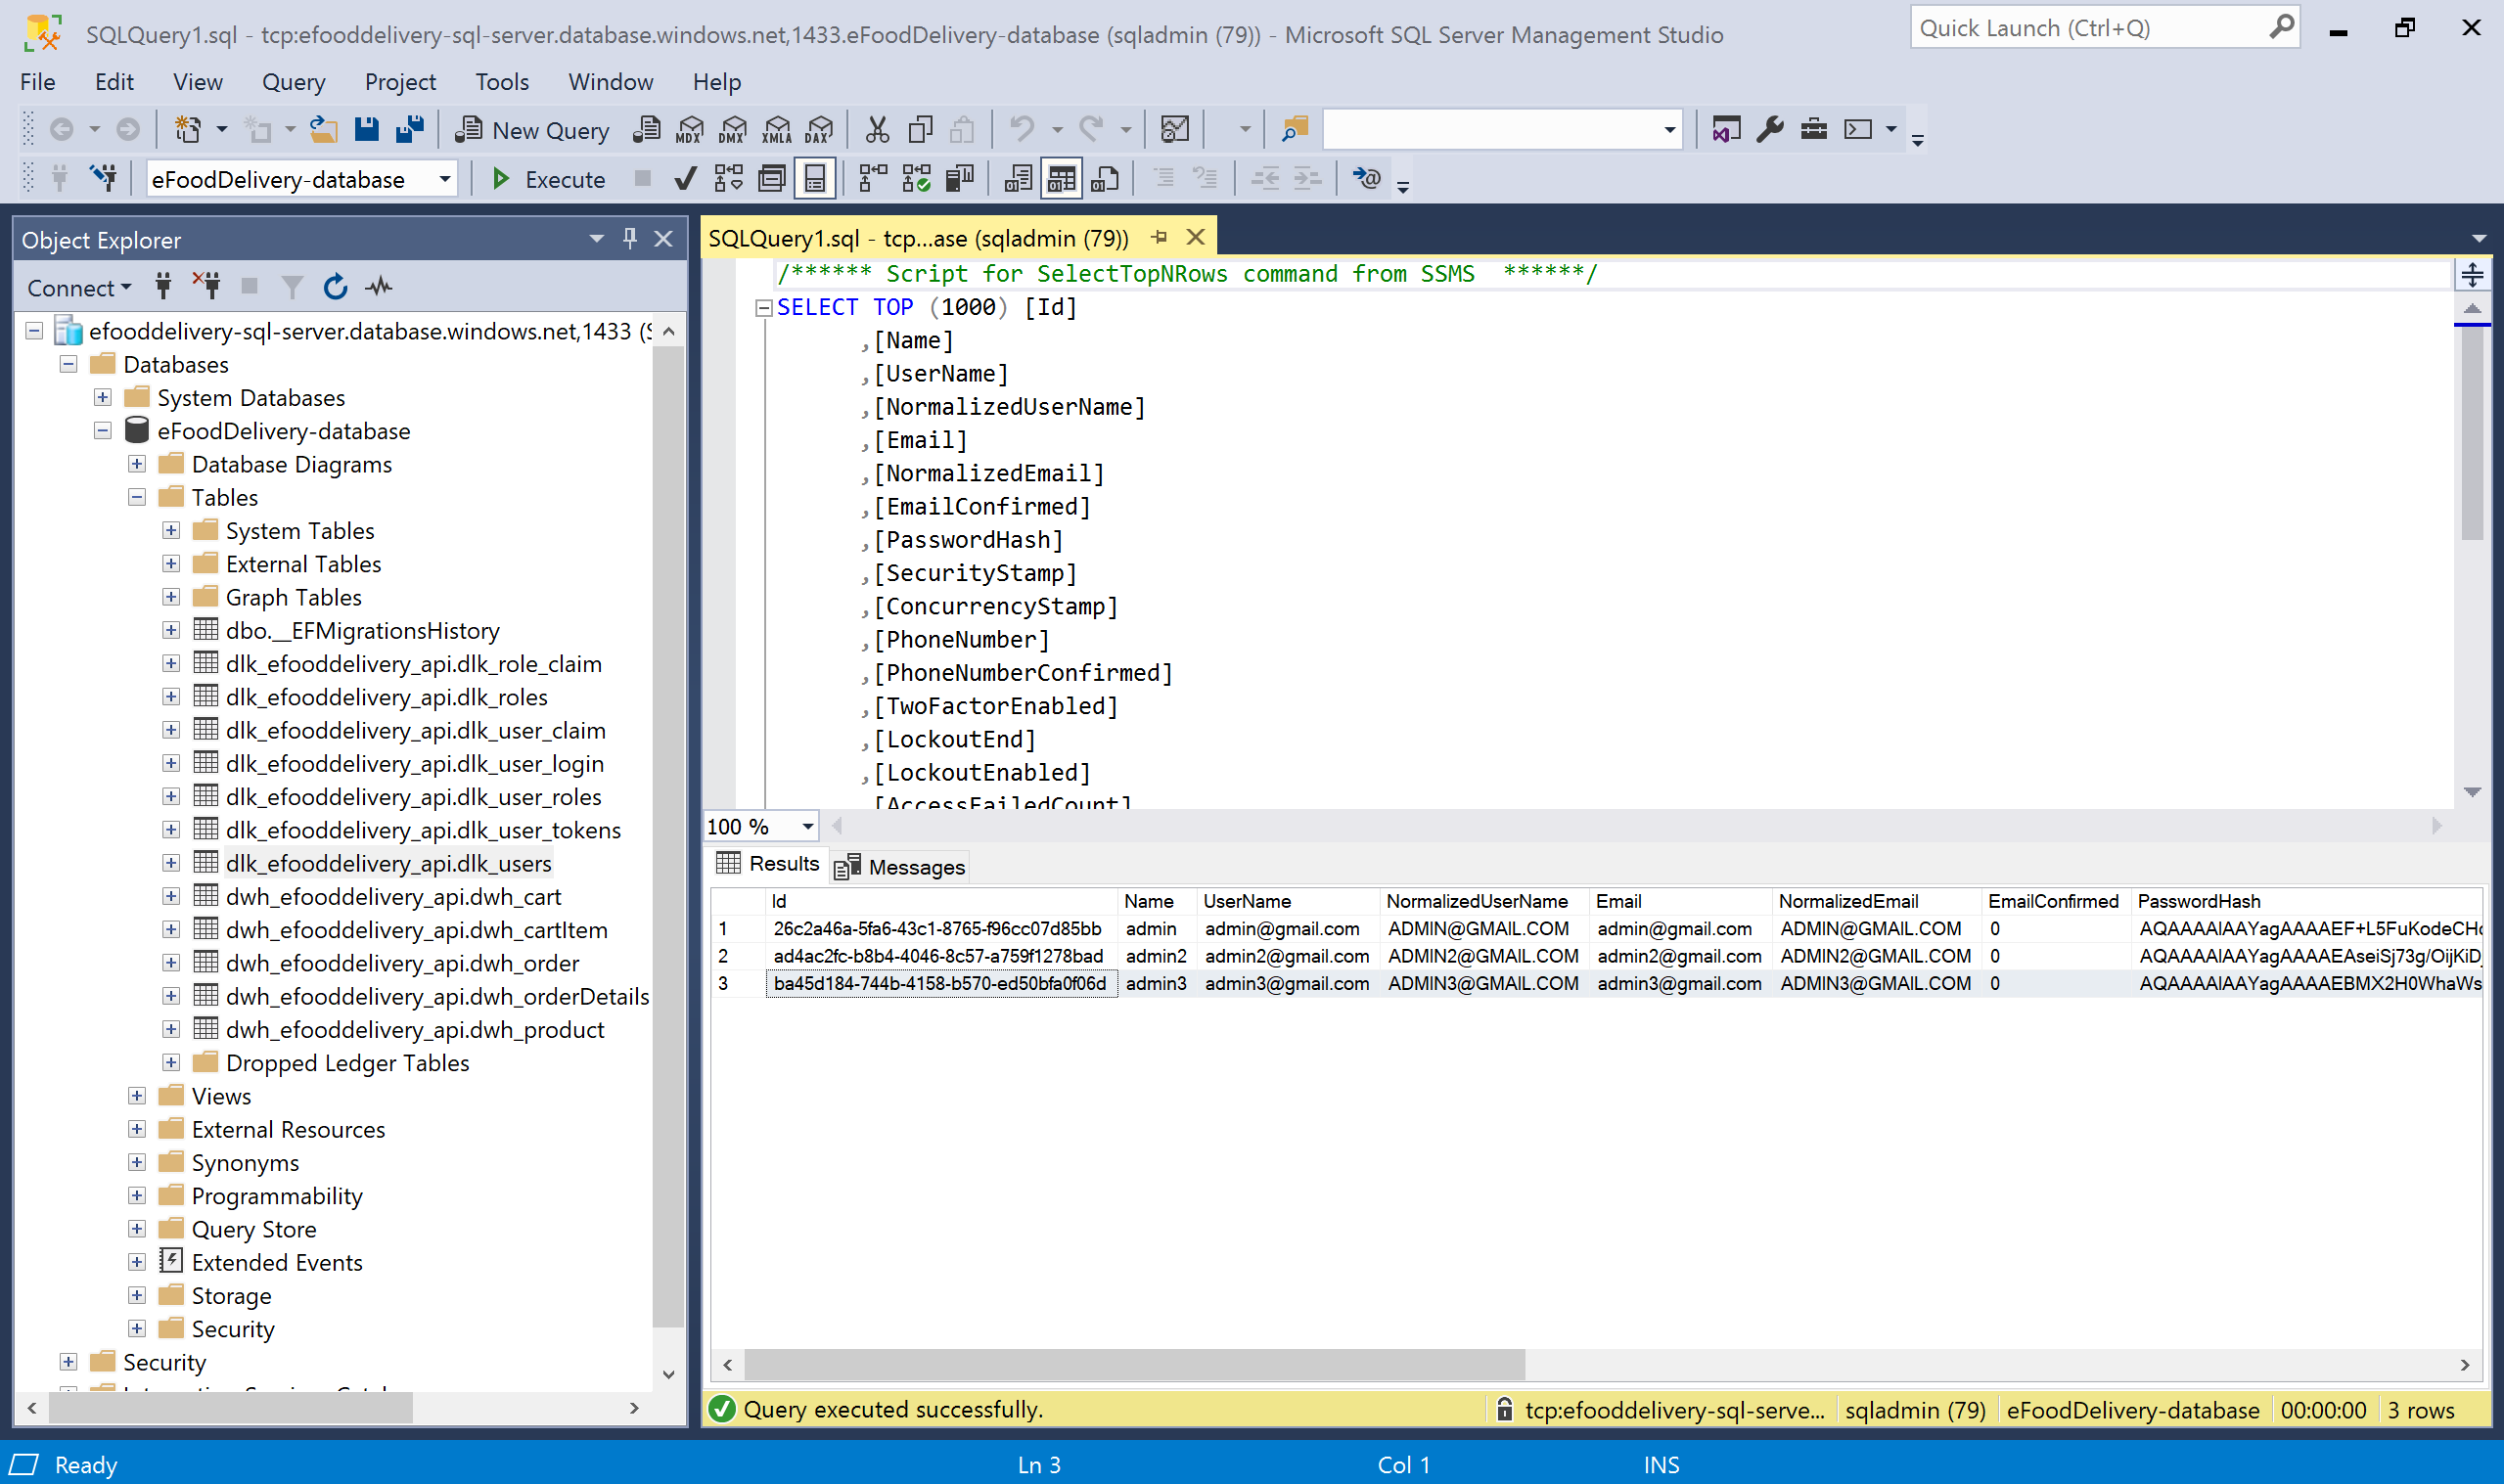 SQLQuery1.sql - tcp:efooddelivery-sql-server.database.windows.net,1433.eFoodDelivery-database (sqladmin (79)) - Microsoft SQL Server Management Studio
Quick Launch (Ctrl+Q)
File Edit View Query Project Tools Window Help
New Query MDX DMX XMLA DAX
eFoodDelivery-database Execute
Object Explorer
Connect
efooddelivery-sql-server.database.windows.net,1433 (S
Databases
System Databases
eFoodDelivery-database
Database Diagrams
Tables
System Tables
External Tables
Graph Tables
dbo.__EFMigrationsHistory
dlk_efooddelivery_api.dlk_role_claim
dlk_efooddelivery_api.dlk_roles
dlk_efooddelivery_api.dlk_user_claim
dlk_efooddelivery_api.dlk_user_login
dlk_efooddelivery_api.dlk_user_roles
dlk_efooddelivery_api.dlk_user_tokens
dlk_efooddelivery_api.dlk_users
dwh_efooddelivery_api.dwh_cart
dwh_efooddelivery_api.dwh_cartItem
dwh_efooddelivery_api.dwh_order
dwh_efooddelivery_api.dwh_orderDetails
dwh_efooddelivery_api.dwh_product
Dropped Ledger Tables
Views
External Resources
Synonyms
Programmability
Query Store
Extended Events
Storage
Security
Security
SQLQuery1.sql - tcp...ase (sqladmin (79))
/****** Script for SelectTopNRows command from SSMS  ******/
SELECT TOP (1000) [Id]
,[Name]
,[UserName]
,[NormalizedUserName]
,[Email]
,[NormalizedEmail]
,[EmailConfirmed]
,[PasswordHash]
,[SecurityStamp]
,[ConcurrencyStamp]
,[PhoneNumber]
,[PhoneNumberConfirmed]
,[TwoFactorEnabled]
,[LockoutEnd]
,[LockoutEnabled]
[AccessFailedCount]
100 %
Results Messages
Id Name UserName NormalizedUserName Email NormalizedEmail EmailConfirmed PasswordHash
1 26c2a46a-5fa6-43c1-8765-f96cc07d85bb admin admin@gmail.com ADMIN@GMAIL.COM admin@gmail.com ADMIN@GMAIL.COM 0 AQAAAAIAAYagAAAAEF+L5FuKodeCHc
2 ad4ac2fc-b8b4-4046-8c57-a759f1278bad admin2 admin2@gmail.com ADMIN2@GMAIL.COM admin2@gmail.com ADMIN2@GMAIL.COM 0 AQAAAAIAAYagAAAAEAseiSj73g/OijKiD
3 ba45d184-744b-4158-b570-ed50bfa0f06d admin3 admin3@gmail.com ADMIN3@GMAIL.COM admin3@gmail.com ADMIN3@GMAIL.COM 0 AQAAAAIAAYagAAAAEBMX2H0WhaWs
Query executed successfully. tcp:efooddelivery-sql-serve... sqladmin (79) eFoodDelivery-database 00:00:00 3 rows
Ready Ln 3 Col 1 INS